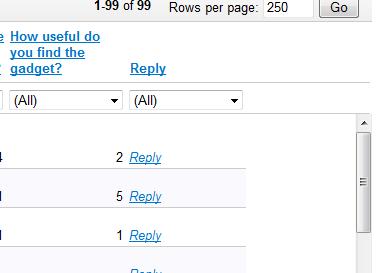 1-99 of 99 Rows per page: 250 Go
How useful do
you find the
gadget? Reply
(All) (All)
2 Reply
5 Reply
1 Reply
Reply